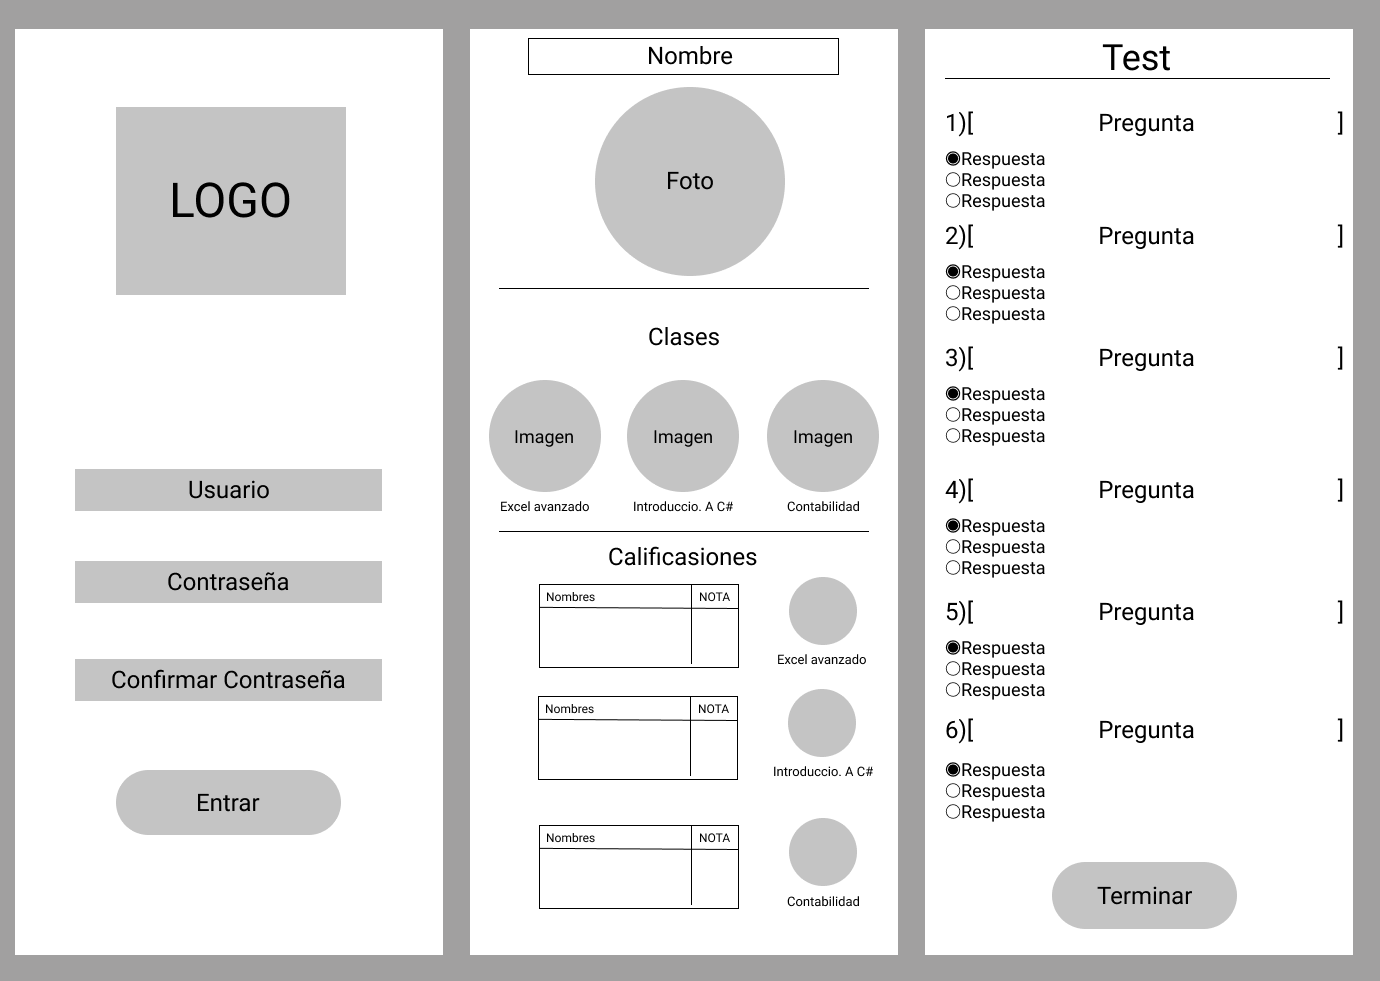 LOGO
Usuario
Contraseña
Confirmar Contraseña
Entrar
Nombre
Foto
Clases
Imagen Imagen Imagen
Excel avanzado Introduccio. A C# Contabilidad
Calificasiones
Nombres NOTA
Excel avanzado
Nombres NOTA
Introduccio. A C#
Nombres NOTA
Contabilidad
Test
1)[ Pregunta ]
Respuesta
Respuesta
Respuesta
2)[ Pregunta ]
Respuesta
Respuesta
Respuesta
3)[ Pregunta ]
Respuesta
Respuesta
Respuesta
4)[ Pregunta ]
Respuesta
Respuesta
Respuesta
5)[ Pregunta ]
Respuesta
Respuesta
Respuesta
6)[ Pregunta ]
Respuesta
Respuesta
Respuesta
Terminar